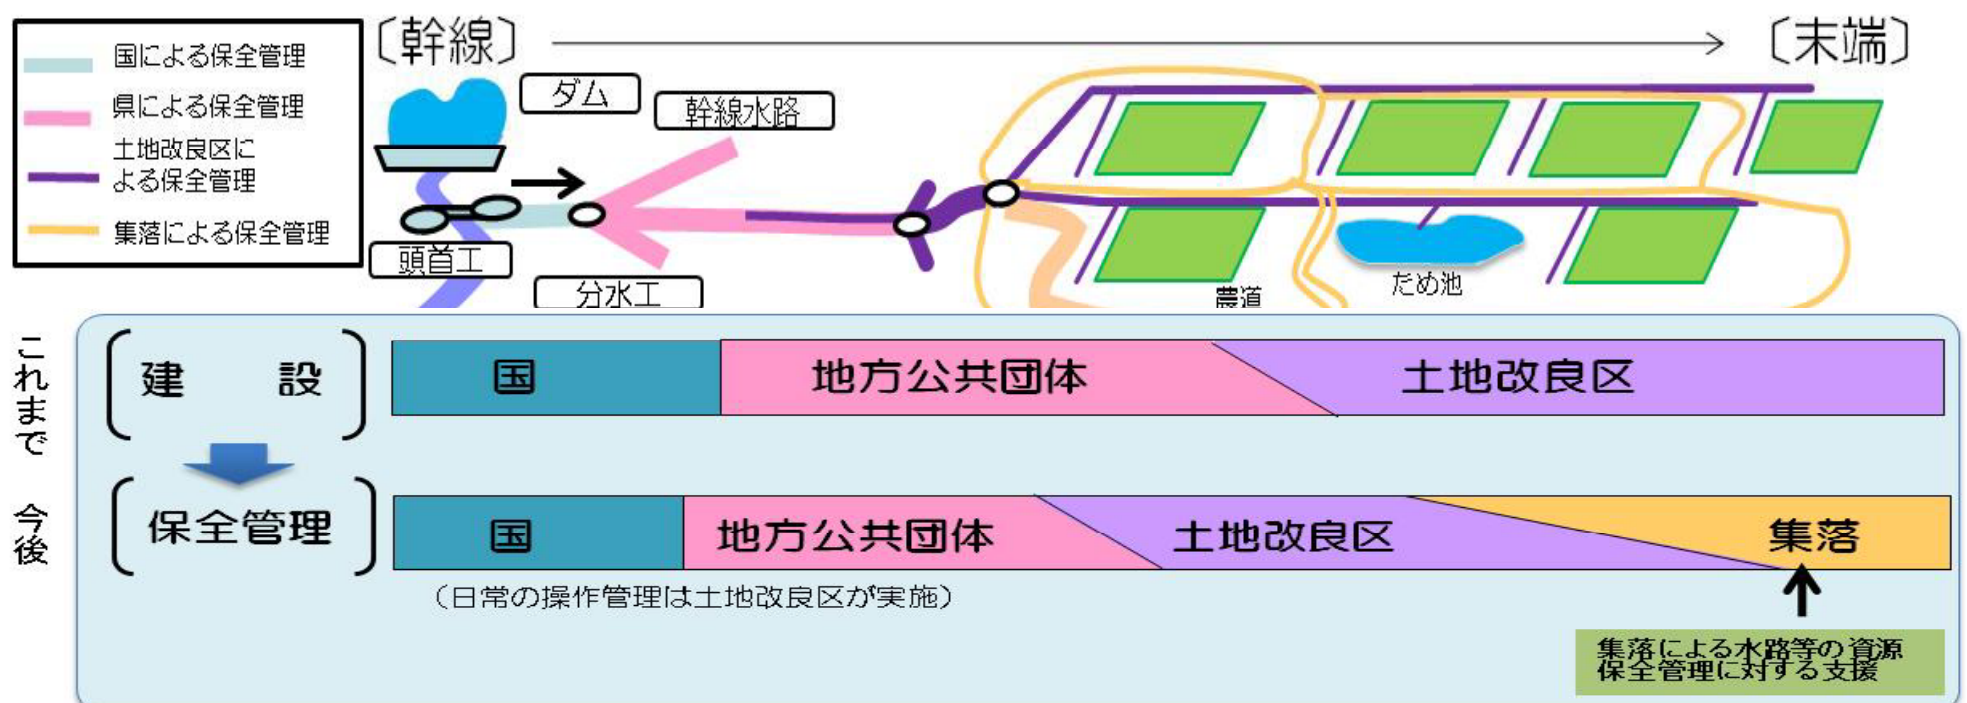 国による保全管理
県による保全管理
土地改良区に
よる保全管理
集落による保全管理
〔幹線〕
〔末端〕
ダム
幹線水路
頭首工
分水工
農道
ため池
これまで
〔建　設〕
国
地方公共団体
土地改良区
今後
〔保全管理〕
国
地方公共団体
土地改良区
集落
（日常の操作管理は土地改良区が実施）
集落による水路等の資源
保全管理に対する支援